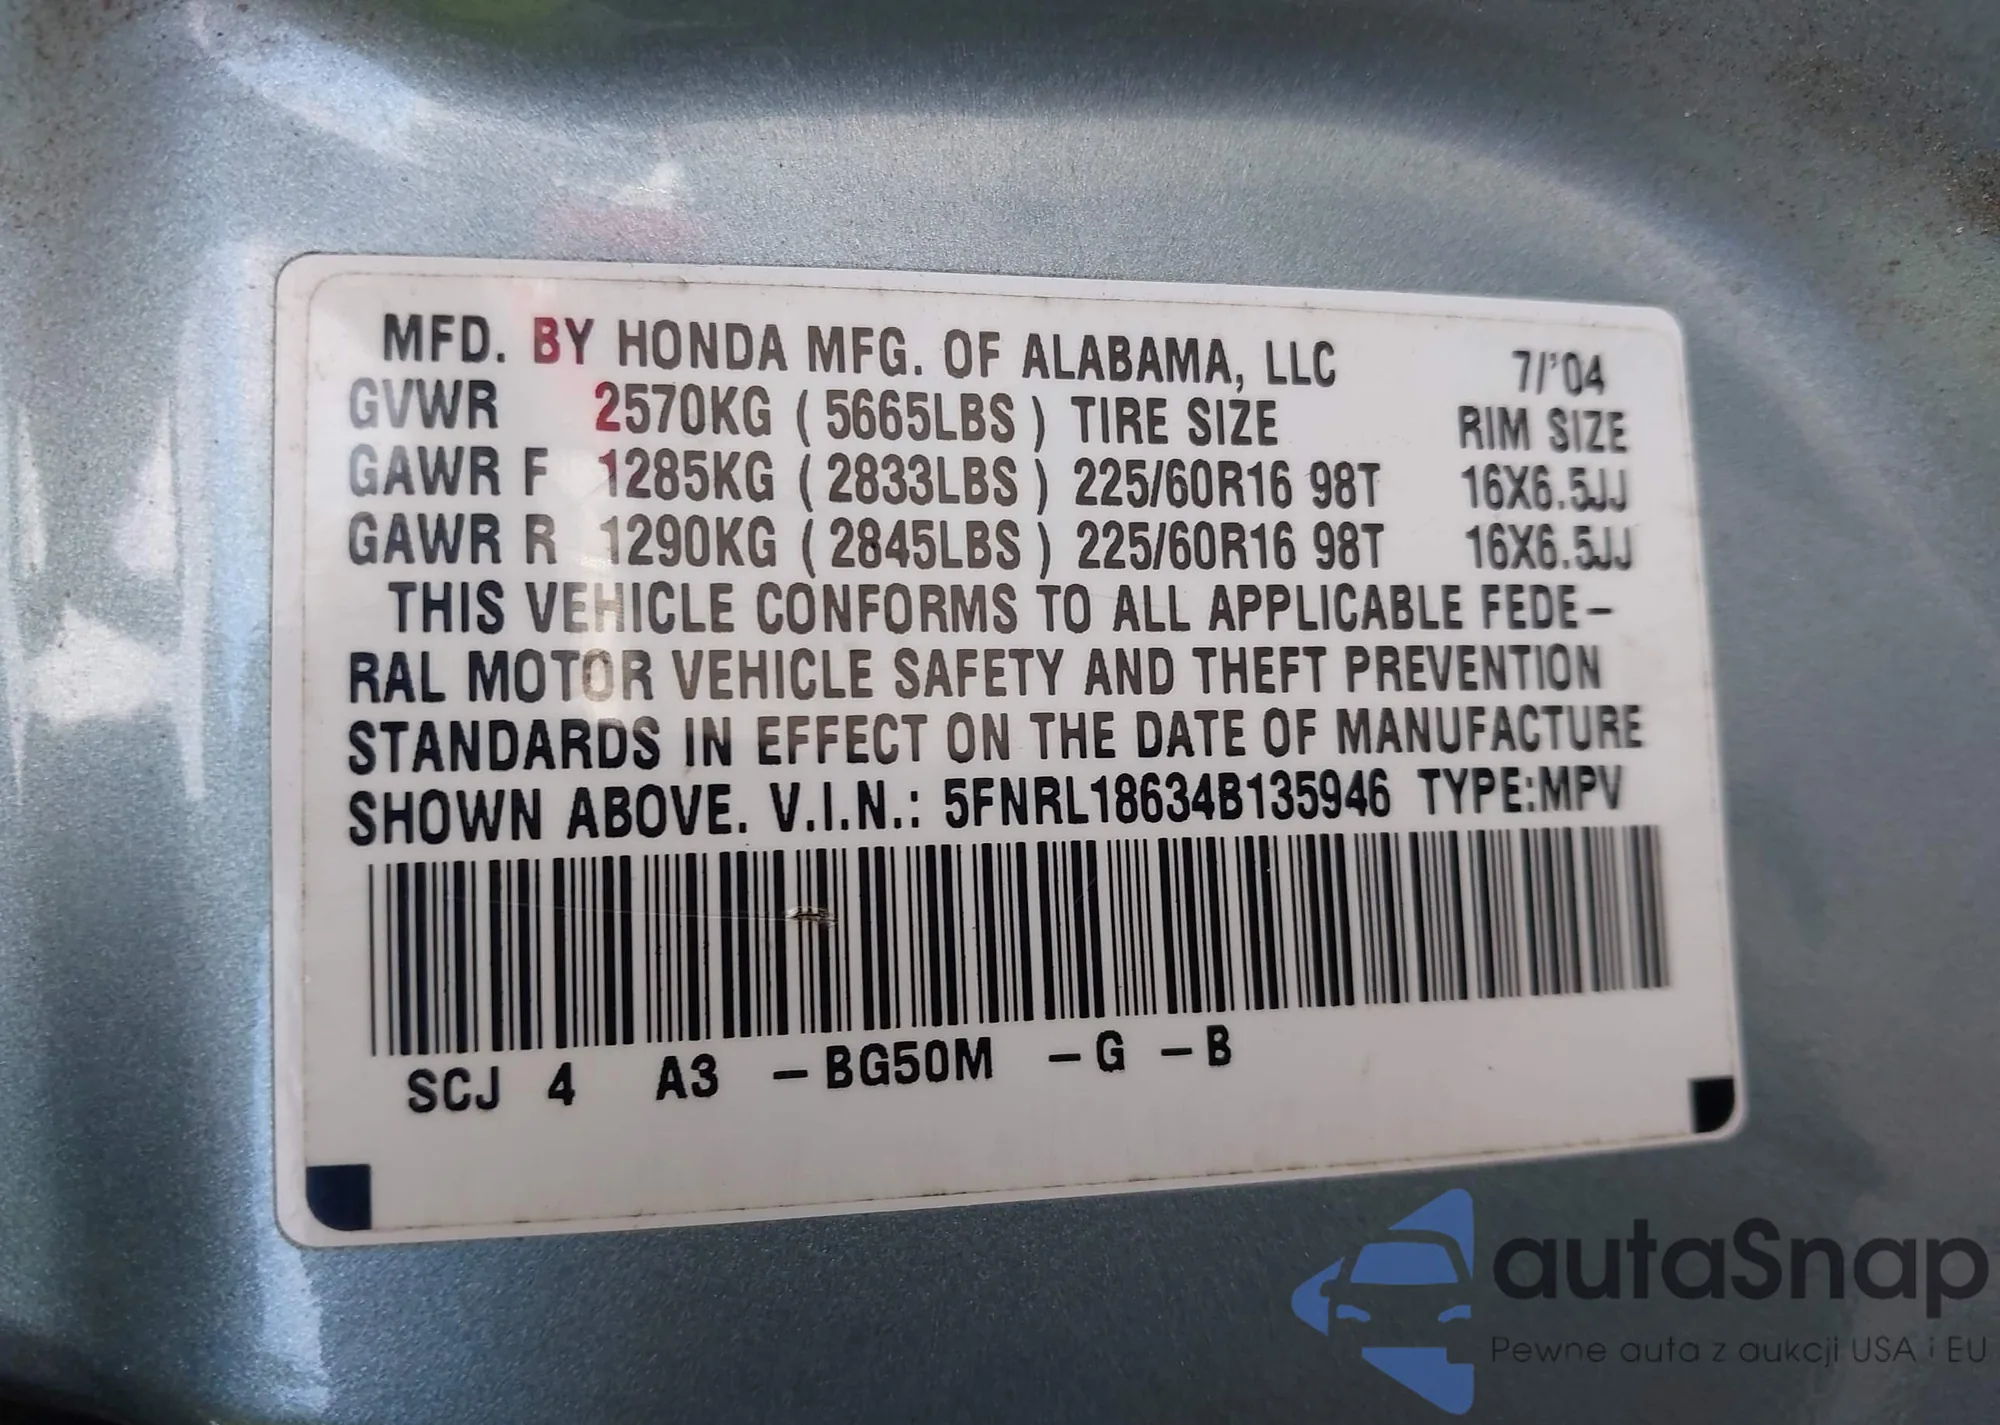 MFD. BY HONDA MFG. OF ALABAMA, LLC 7/'04
GVWR 2570KG (5665LBS) TIRE SIZE RIM SIZE
GAWR F 1285KG (2833LBS) 225/60R16 98T 16X6.5JJ
GAWR R 1290KG (2845LBS) 225/60R16 98T 16X6.5JJ
THIS VEHICLE CONFORMS TO ALL APPLICABLE FEDE-
RAL MOTOR VEHICLE SAFETY AND THEFT PREVENTION
STANDARDS IN EFFECT ON THE DATE OF MANUFACTURE
SHOWN ABOVE. V.I.N.: 5FNRL18634B135946 TYPE:MPV
SCJ 4 A3 -BG50M -G -B
autaSnap
Pewne auta z aukcji USA i EU